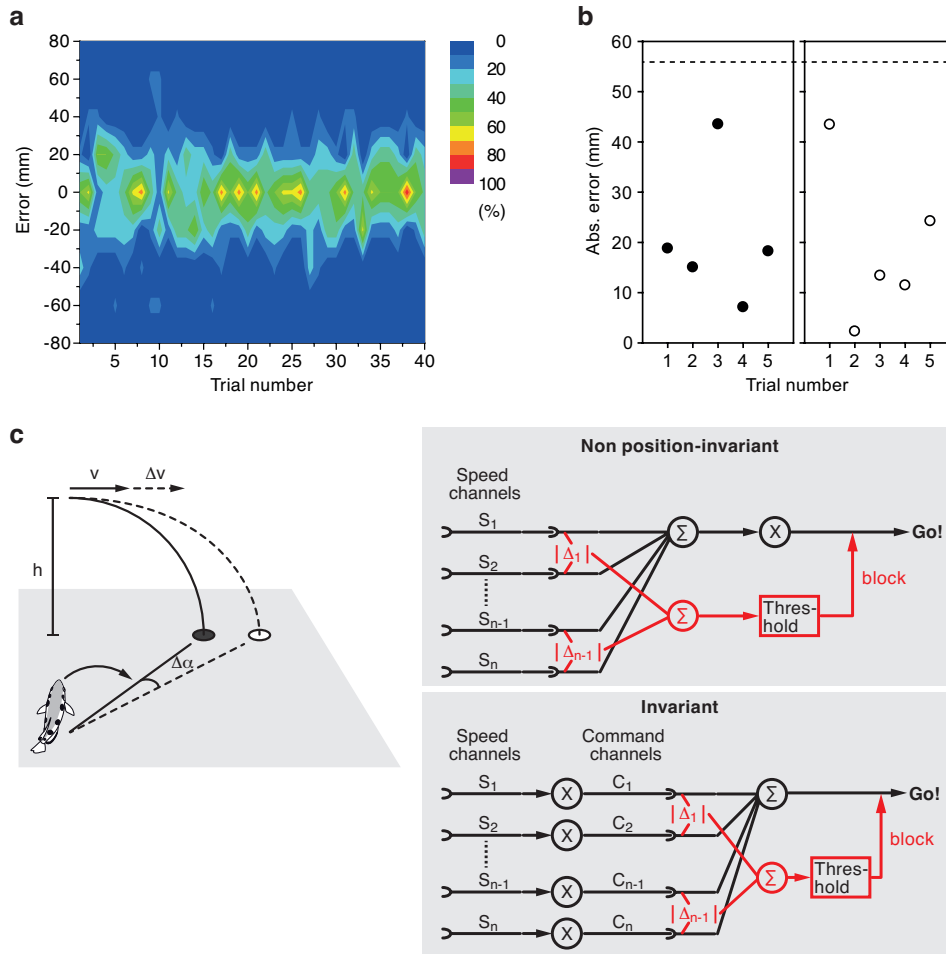 a
Error (mm)
80
60
40
20
0
-20
-40
-60
-80
5 10 15 20 25 30 35 40
Trial number
0
20
40
60
80
100
(%)
b
Abs. error (mm)
60
50
40
30
20
10
0
1 2 3 4 5 1 2 3 4 5
Trial number
c
v Δv
h
Δα
Non position-invariant
Speed
channels
S1
S2
Sn-1
Sn
|Δ1|
|Δn-1|
Σ X Go!
block
Σ
Thres-
hold
Invariant
Speed Command
channels channels
S1 X C1
S2 X C2
Sn-1 X Cn-1
Sn X Cn
|Δ1|
|Δn-1|
Σ Go!
block
Σ
Thres-
hold